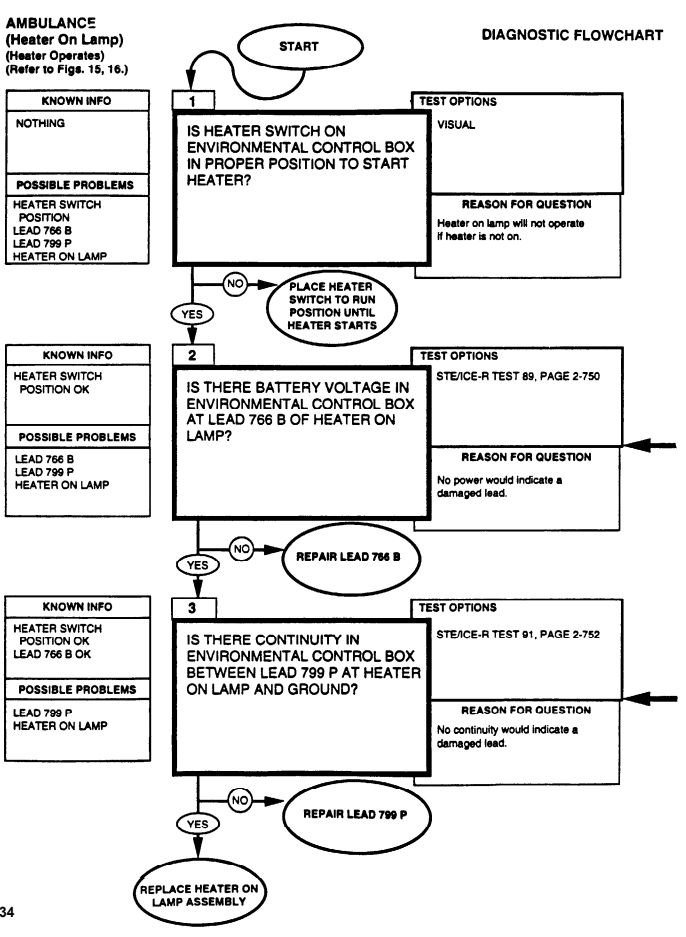 AMBULANCE
(Heater On Lamp)
(Heater Operates)
(Refer to Figs. 15, 16.)
DIAGNOSTIC FLOWCHART
START
KNOWN INFO
NOTHING
POSSIBLE PROBLEMS
HEATER SWITCH
POSITION
LEAD 766 B
LEAD 799 P
HEATER ON LAMP
1
IS HEATER SWITCH ON
ENVIRONMENTAL CONTROL BOX
IN PROPER POSITION TO START
HEATER?
TEST OPTIONS
VISUAL
REASON FOR QUESTION
Heater on lamp will not operate
if heater is not on.
NO
PLACE HEATER
SWITCH TO RUN
POSITION UNTIL
HEATER STARTS
YES
KNOWN INFO
HEATER SWITCH
POSITION OK
POSSIBLE PROBLEMS
LEAD 766 B
LEAD 799 P
HEATER ON LAMP
2
IS THERE BATTERY VOLTAGE IN
ENVIRONMENTAL CONTROL BOX
AT LEAD 766 B OF HEATER ON
LAMP?
TEST OPTIONS
STE/ICE-R TEST 89, PAGE 2-750
REASON FOR QUESTION
No power would indicate a
damaged lead.
NO
REPAIR LEAD 766 B
YES
KNOWN INFO
HEATER SWITCH
POSITION OK
LEAD 766 B OK
POSSIBLE PROBLEMS
LEAD 799 P
HEATER ON LAMP
3
IS THERE CONTINUITY IN
ENVIRONMENTAL CONTROL BOX
BETWEEN LEAD 799 P AT HEATER
ON LAMP AND GROUND?
TEST OPTIONS
STE/ICE-R TEST 91, PAGE 2-752
REASON FOR QUESTION
No continuity would indicate a
damaged lead.
NO
REPAIR LEAD 799 P
YES
REPLACE HEATER ON
LAMP ASSEMBLY
34